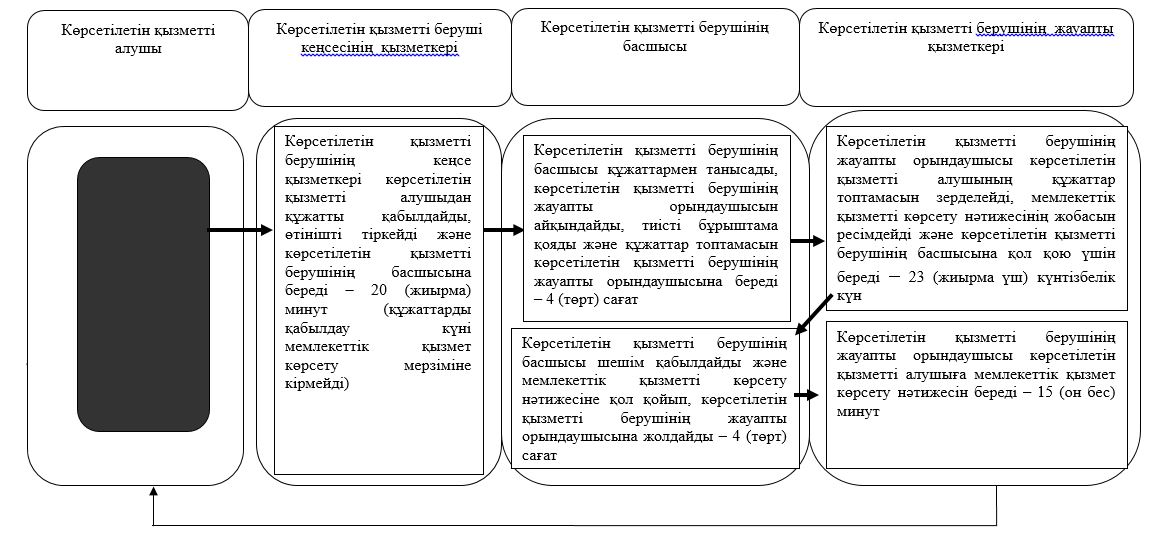 Көрсетілетін қызметті
алушы
Көрсетілетін қызметті беруші
кеңсесінің қызметкері
Көрсетілетін қызметті берушінің
басшысы
Көрсетілетін қызметті берушінің жауапты
қызметкері
Көрсетілетін қызметті
берушінің кеңсе
қызметкері көрсетілетін
қызметті алушыдан
құжатты қабылдайды,
өтінішті тіркейді және
көрсетілетін қызметті
берушінің басшысына
береді – 20 (жиырма)
минут (құжаттарды
қабылдау күні
мемлекеттік қызмет
көрсету мерзіміне
кірмейді)
Көрсетілетін қызметті берушінің
басшысы құжаттармен танысады,
көрсетілетін қызметті берушінің
жауапты орындаушысын
айқындайды, тиісті бұрыштама
қояды және құжаттар топтамасын
көрсетілетін қызметті берушінің
жауапты орындаушысына береді
– 4 (төрт) сағат
Көрсетілетін қызметті берушінің
жауапты орындаушысы көрсетілетін
қызметті алушының құжаттар
топтамасын зерделейді, мемлекеттік
қызметті көрсету нәтижесінің жобасын
ресімдейді және көрсетілетін қызметті
берушінің басшысына қол қою үшін
береді – 23 (жиырма үш) күнтізбелік
күн
Көрсетілетін қызметті берушінің
басшысы шешім қабылдайды және
мемлекеттік қызметті көрсету
нәтижесіне қол қойып, көрсетілетін
қызметті берушінің жауапты
орындаушысына жолдайды – 4 (төрт)
сағат
Көрсетілетін қызметті берушінің
жауапты орындаушысы көрсетілетін
қызметті алушыға мемлекеттік қызмет
көрсету нәтижесін береді – 15 (он бес)
минут